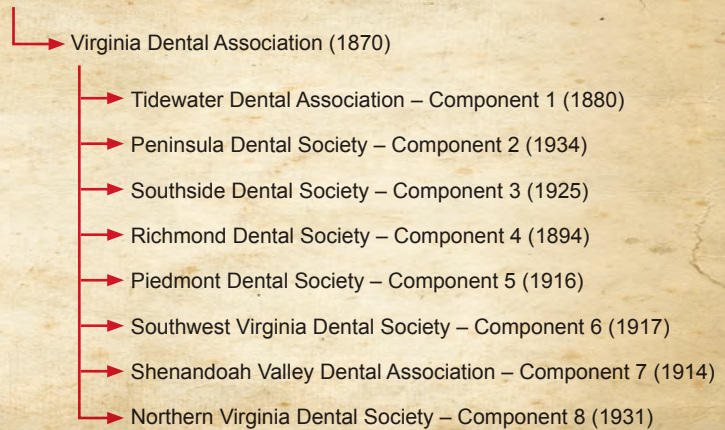 Virginia Dental Association (1870)
Tidewater Dental Association – Component 1 (1880)
Peninsula Dental Society – Component 2 (1934)
Southside Dental Society – Component 3 (1925)
Richmond Dental Society – Component 4 (1894)
Piedmont Dental Society – Component 5 (1916)
Southwest Virginia Dental Society – Component 6 (1917)
Shenandoah Valley Dental Association – Component 7 (1914)
Northern Virginia Dental Society – Component 8 (1931)